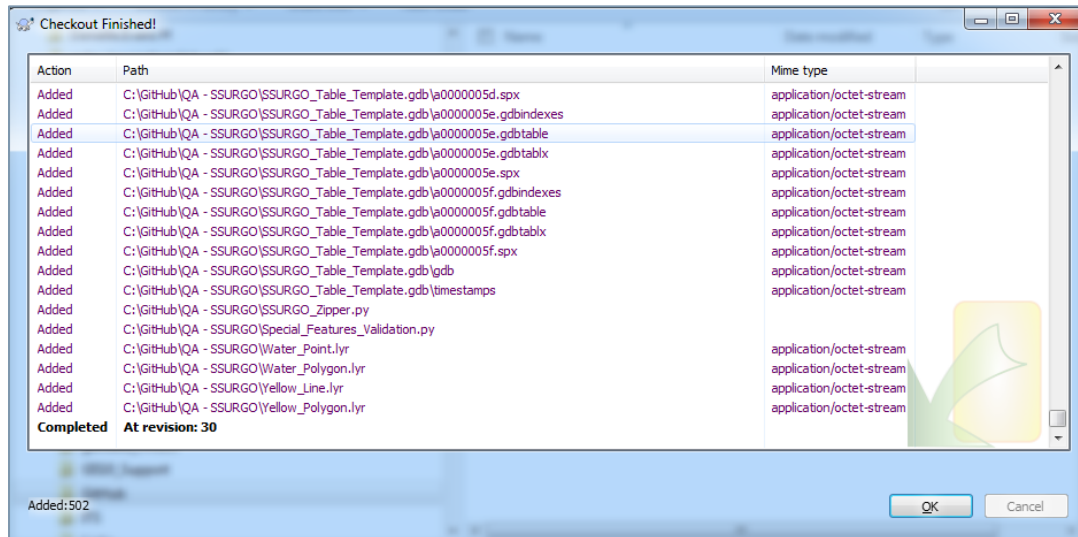 Checkout Finished!
Name Date modified Type
Action Path Mime type
Added C:\GitHub\QA - SSURGO\SSURGO_Table_Template.gdb\a0000005d.spx application/octet-stream
Added C:\GitHub\QA - SSURGO\SSURGO_Table_Template.gdb\a0000005e.gdbindexes application/octet-stream
Added C:\GitHub\QA - SSURGO\SSURGO_Table_Template.gdb\a0000005e.gdbtable application/octet-stream
Added C:\GitHub\QA - SSURGO\SSURGO_Table_Template.gdb\a0000005e.gdbtablx application/octet-stream
Added C:\GitHub\QA - SSURGO\SSURGO_Table_Template.gdb\a0000005e.spx application/octet-stream
Added C:\GitHub\QA - SSURGO\SSURGO_Table_Template.gdb\a0000005f.gdbindexes application/octet-stream
Added C:\GitHub\QA - SSURGO\SSURGO_Table_Template.gdb\a0000005f.gdbtable application/octet-stream
Added C:\GitHub\QA - SSURGO\SSURGO_Table_Template.gdb\a0000005f.gdbtablx application/octet-stream
Added C:\GitHub\QA - SSURGO\SSURGO_Table_Template.gdb\a0000005f.spx application/octet-stream
Added C:\GitHub\QA - SSURGO\SSURGO_Table_Template.gdb\gdb application/octet-stream
Added C:\GitHub\QA - SSURGO\SSURGO_Table_Template.gdb\timestamps application/octet-stream
Added C:\GitHub\QA - SSURGO\SSURGO_Zipper.py
Added C:\GitHub\QA - SSURGO\Special_Features_Validation.py
Added C:\GitHub\QA - SSURGO\Water_Point.lyr application/octet-stream
Added C:\GitHub\QA - SSURGO\Water_Polygon.lyr application/octet-stream
Added C:\GitHub\QA - SSURGO\Yellow_Line.lyr application/octet-stream
Added C:\GitHub\QA - SSURGO\Yellow_Polygon.lyr application/octet-stream
Completed At revision: 30
Added:502
OK Cancel